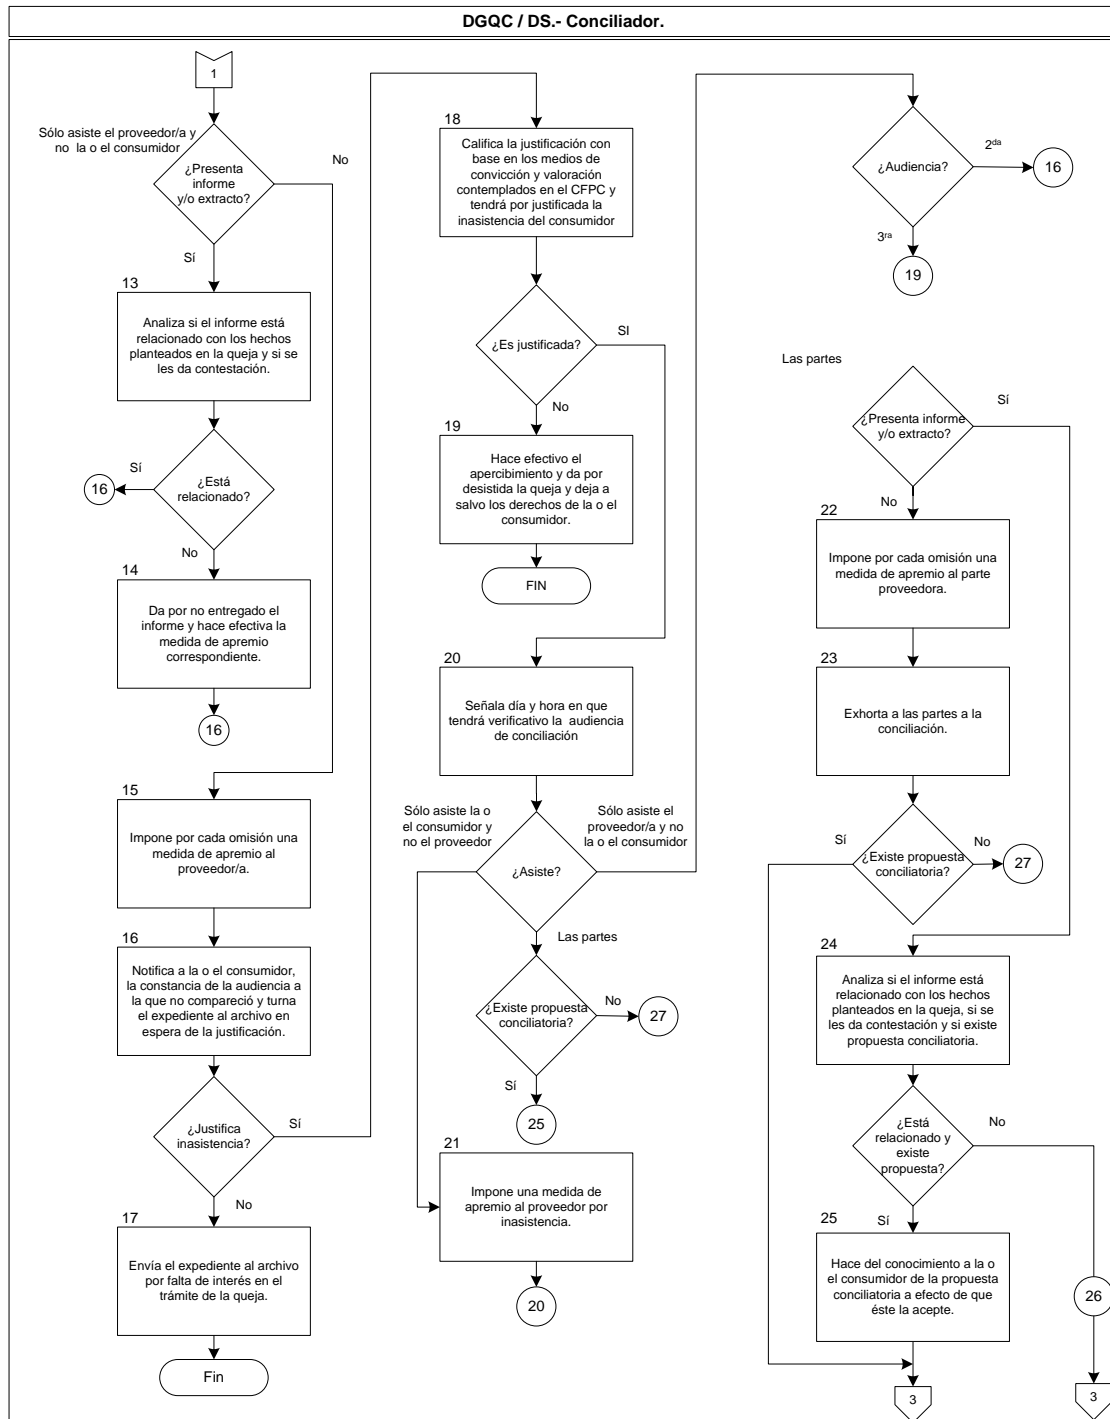 DGQC / DS.- Conciliador.
1
Sólo asiste el proveedor/a y
no la o el consumidor
¿Presenta
informe
y/o extracto?
No
Sí
13
Analiza si el informe está
relacionado con los hechos
planteados en la queja y si se
les da contestación.
¿Está
relacionado?
Sí
16
No
14
Da por no entregado el
informe y hace efectiva la
medida de apremio
correspondiente.
16
15
Impone por cada omisión una
medida de apremio al
proveedor/a.
16
Notifica a la o el consumidor,
la constancia de la audiencia a
la que no compareció y turna
el expediente al archivo en
espera de la justificación.
¿Justifica
inasistencia?
Sí
No
17
Envía el expediente al archivo
por falta de interés en el
trámite de la queja.
Fin
18
Califica la justificación con
base en los medios de
convicción y valoración
contemplados en el CFPC y
tendrá por justificada la
inasistencia del consumidor
¿Es justificada?
SI
No
19
Hace efectivo el
apercibimiento y da por
desistida la queja y deja a
salvo los derechos de la o el
consumidor.
FIN
20
Señala día y hora en que
tendrá verificativo la audiencia
de conciliación
Sólo asiste la o
el consumidor y
no el proveedor
Sólo asiste el
proveedor/a y no
la o el consumidor
¿Asiste?
Las partes
¿Existe propuesta
conciliatoria?
No
27
Sí
25
21
Impone una medida de
apremio al proveedor por
inasistencia.
20
¿Audiencia?
2da
16
3ra
19
Las partes
¿Presenta informe
y/o extracto?
Sí
No
22
Impone por cada omisión una
medida de apremio al parte
proveedora.
23
Exhorta a las partes a la
conciliación.
Sí
¿Existe propuesta
conciliatoria?
No
27
24
Analiza si el informe está
relacionado con los hechos
planteados en la queja, si se
les da contestación y si existe
propuesta conciliatoria.
¿Está
relacionado y
existe
propuesta?
No
Sí
25
Hace del conocimiento a la o
el consumidor de la propuesta
conciliatoria a efecto de que
éste la acepte.
26
3
3